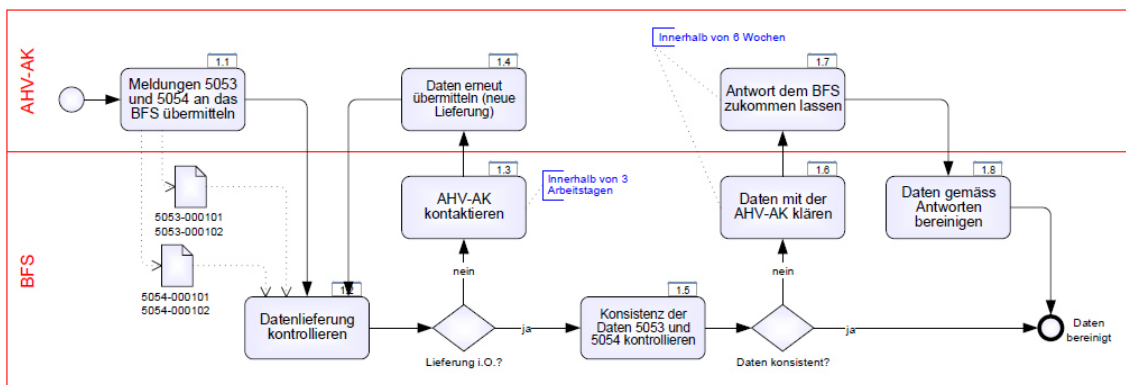 AHV-AK
1.1
Meldungen 5053
und 5054 an das
BFS übermitteln
1.4
Daten erneut
übermitteln (neue
Lieferung)
Innerhalb von 6 Wochen
1.7
Antwort dem BFS
zukommen lassen
BFS
5053-000101
5053-000102
5054-000101
5054-000102
1.3
AHV-AK
kontaktieren
Innerhalb von 3
Arbeitstagen
1.6
Daten mit der
AHV-AK klären
1.8
Daten gemäss
Antworten
bereinigen
nein
nein
1.2
Datenlieferung
kontrollieren
Lieferung i.O.?
ja
1.5
Konsistenz der
Daten 5053 und
5054 kontrollieren
Daten konsistent?
ja
Daten
bereinigt